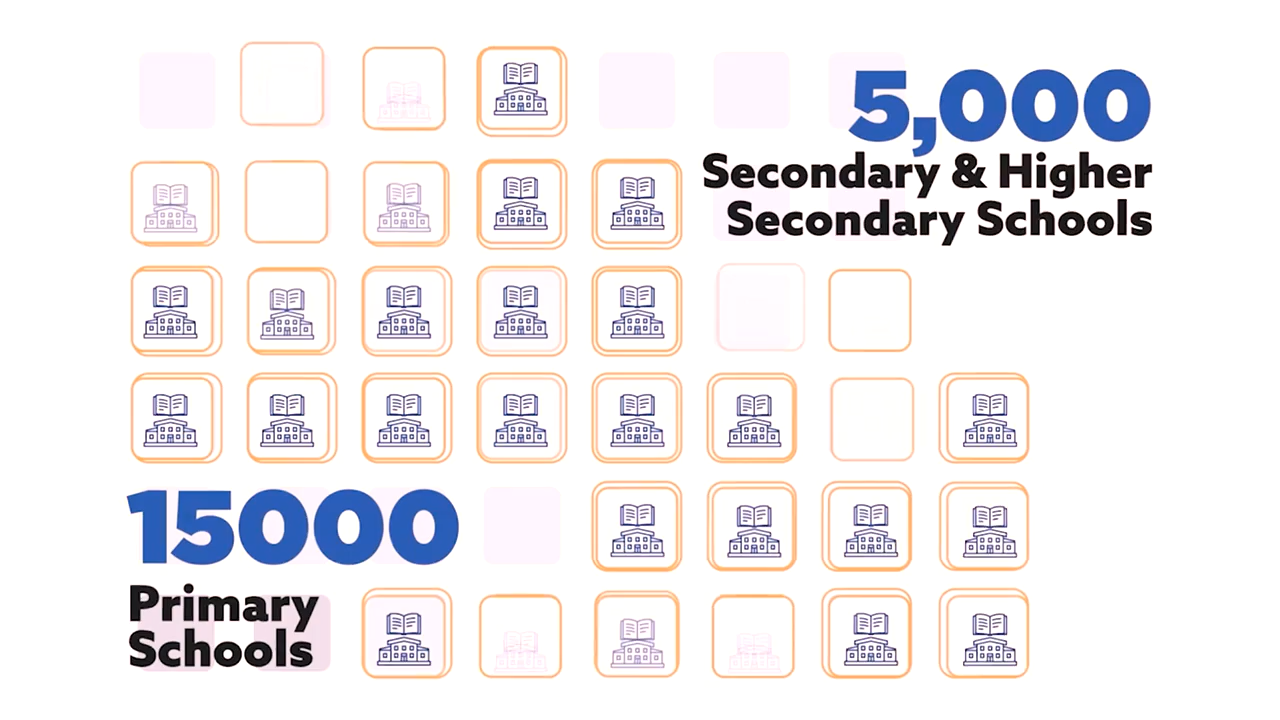 5,000
Secondary & Higher
Secondary Schools
15000
Primary
Schools